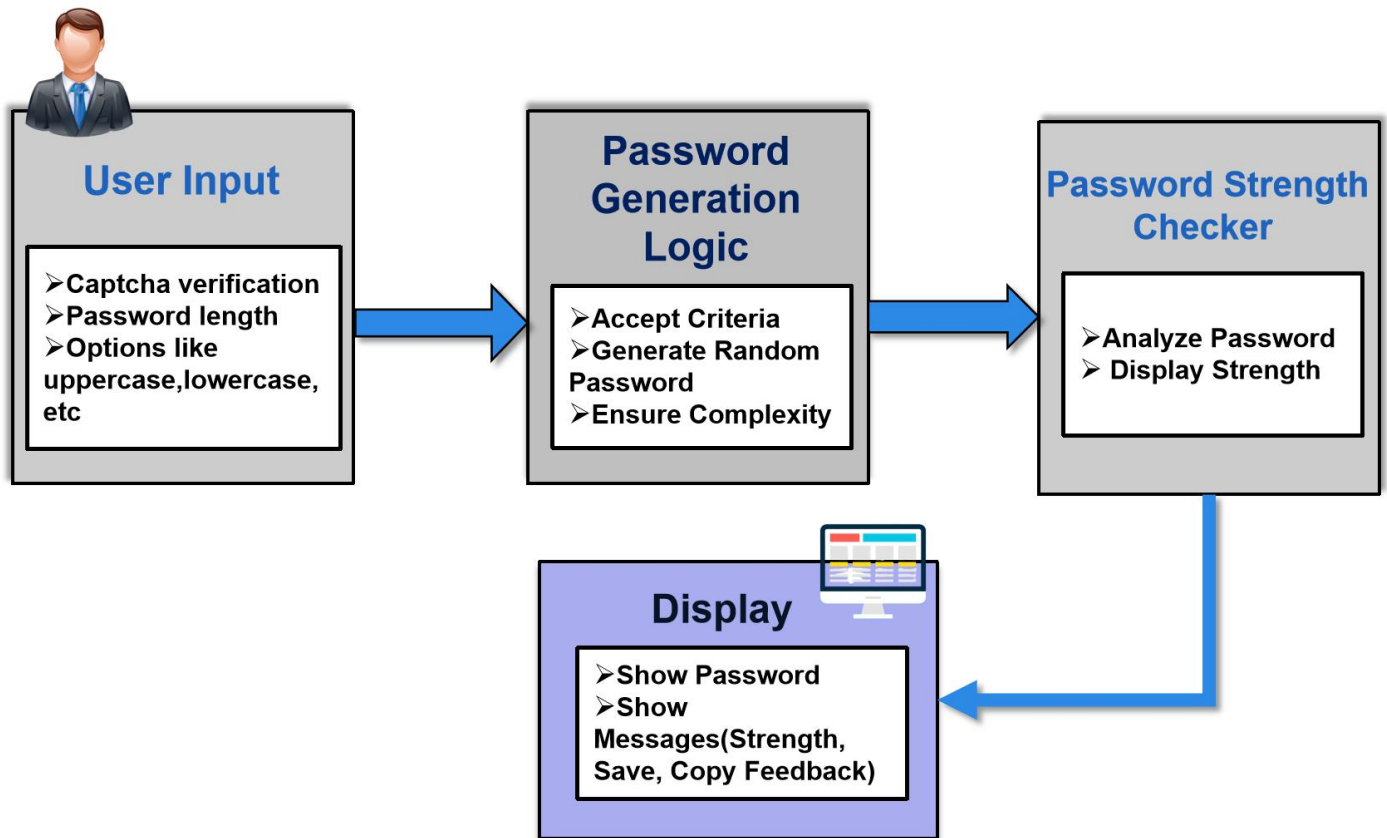 User Input
➢Captcha verification
➢Password length
➢Options like
uppercase,lowercase,
etc
Password
Generation
Logic
➢Accept Criteria
➢Generate Random
Password
➢Ensure Complexity
Password Strength
Checker
➢Analyze Password
➢ Display Strength
Display
➢Show Password
➢Show
Messages(Strength,
Save, Copy Feedback)